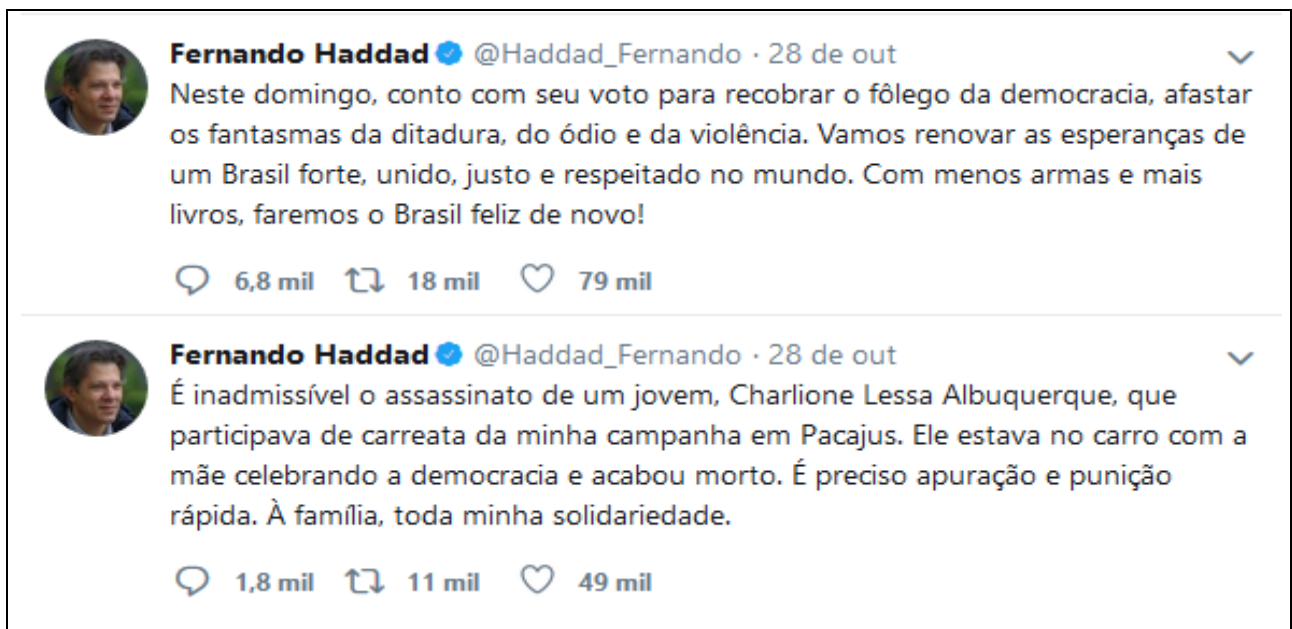 Fernando Haddad @Haddad_Fernando · 28 de out
Neste domingo, conto com seu voto para recobrar o fôlego da democracia, afastar
os fantasmas da ditadura, do ódio e da violência. Vamos renovar as esperanças de
um Brasil forte, unido, justo e respeitado no mundo. Com menos armas e mais
livros, faremos o Brasil feliz de novo!
6,8 mil 18 mil 79 mil
Fernando Haddad @Haddad_Fernando · 28 de out
É inadmissível o assassinato de um jovem, Charlione Lessa Albuquerque, que
participava de carreata da minha campanha em Pacajus. Ele estava no carro com a
mãe celebrando a democracia e acabou morto. É preciso apuração e punição
rápida. À família, toda minha solidariedade.
1,8 mil 11 mil 49 mil